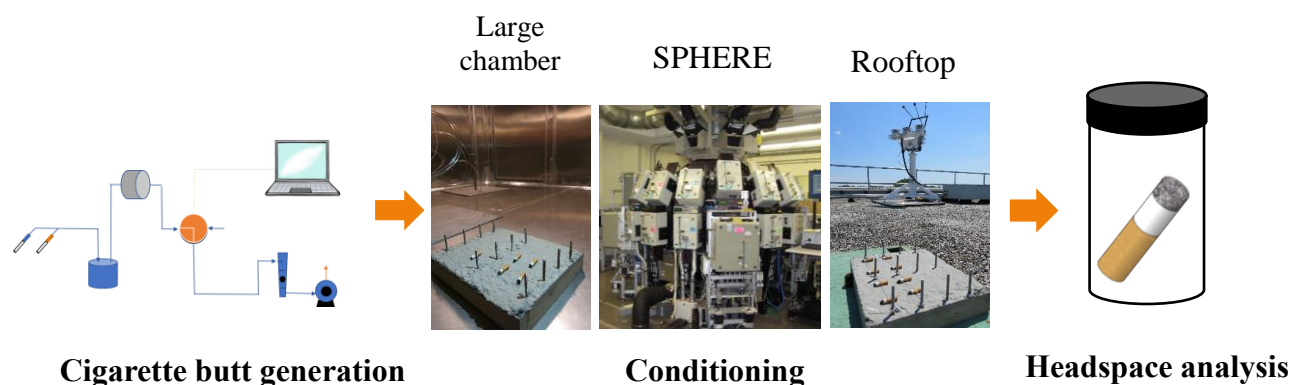 Large
chamber
SPHERE
Rooftop
Cigarette butt generation
Conditioning
Headspace analysis